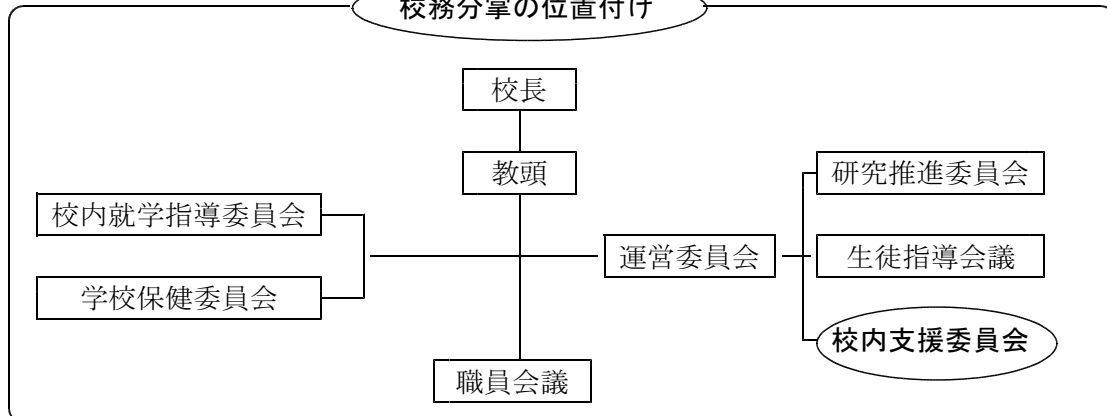 校務分掌の位置付け
校長
教頭
研究推進委員会
校内就学指導委員会
運営委員会
生徒指導会議
学校保健委員会
校内支援委員会
職員会議